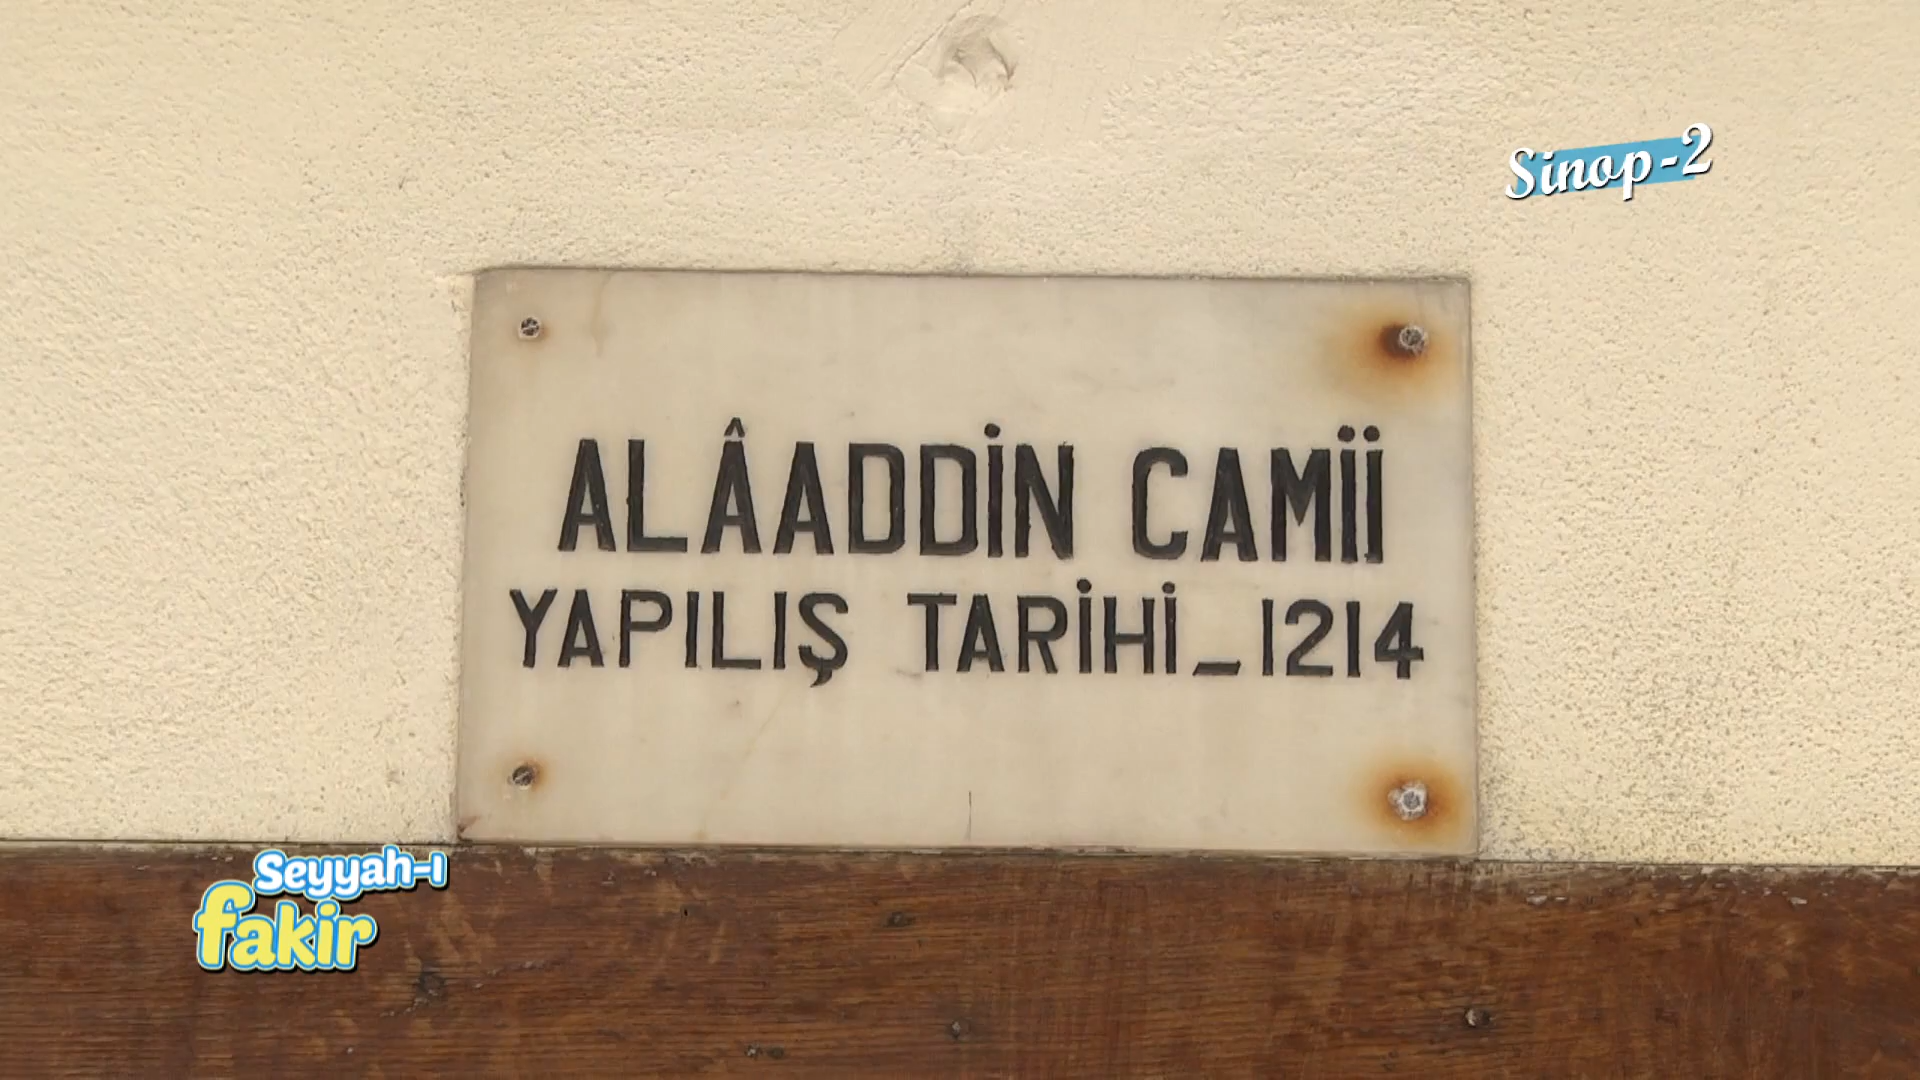 Sinop-2
ALÂADDİN CAMİİ
YAPILIŞ TARİHİ_1214
Seyyah-ı
fakir